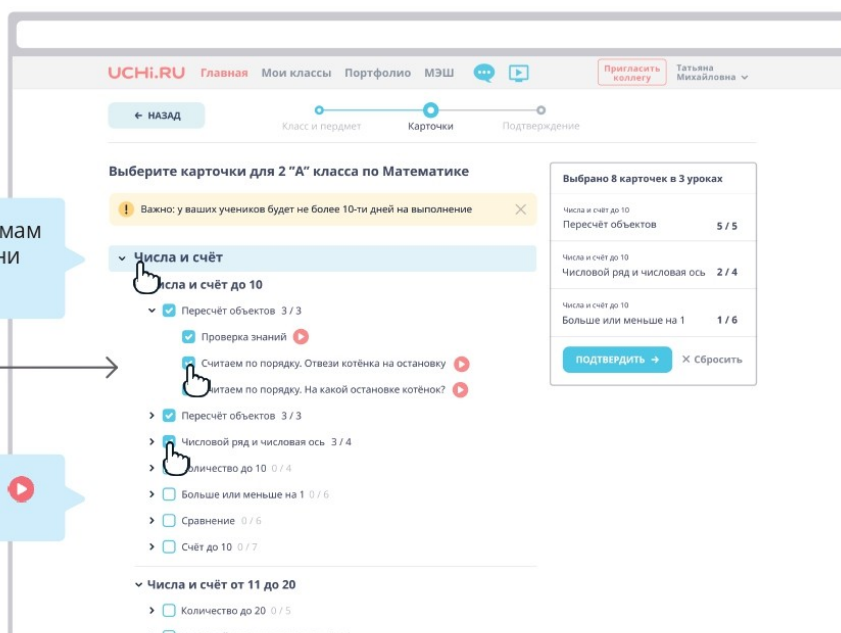 UCHi.RU Главная Мои классы Портфолио МЭШ Пригласить коллегу Татьяна Михайловна
← НАЗАД
Класс и пердмет Карточки Подтверждение
Выберите карточки для 2 "А" класса по Математике
Важно: у ваших учеников будет не более 10-ти дней на выполнение
Числа и счёт
сла и счёт до 10
Пересчёт объектов 3 / 3
Проверка знаний
Считаем по порядку. Отвези котёнка на остановку
читаем по порядку. На какой остановке котёнок?
Пересчёт объектов 3 / 3
Числовой ряд и числовая ось 3 / 4
оличество до 10 0 / 4
Больше или меньше на 1 0 / 6
Сравнение 0 / 6
Счёт до 10 0 / 7
Числа и счёт от 11 до 20
Количество до 20 0 / 5
Выбрано 8 карточек в 3 уроках
Числа и счёт до 10
Пересчёт объектов 5 / 5
Числа и счёт до 10
Числовой ряд и числовая ось 2 / 4
Числа и счёт до 10
Больше или меньше на 1 1 / 6
ПОДТВЕРДИТЬ → × Сбросить
мам
ни